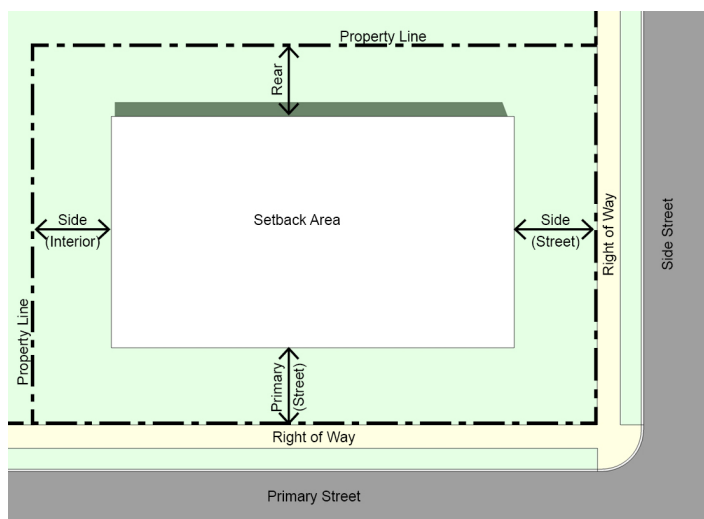 Property Line
Rear
Side
(Interior)
Setback Area
Side
(Street)
Right of Way
Side Street
Property Line
Primary
(Street)
Right of Way
Primary Street